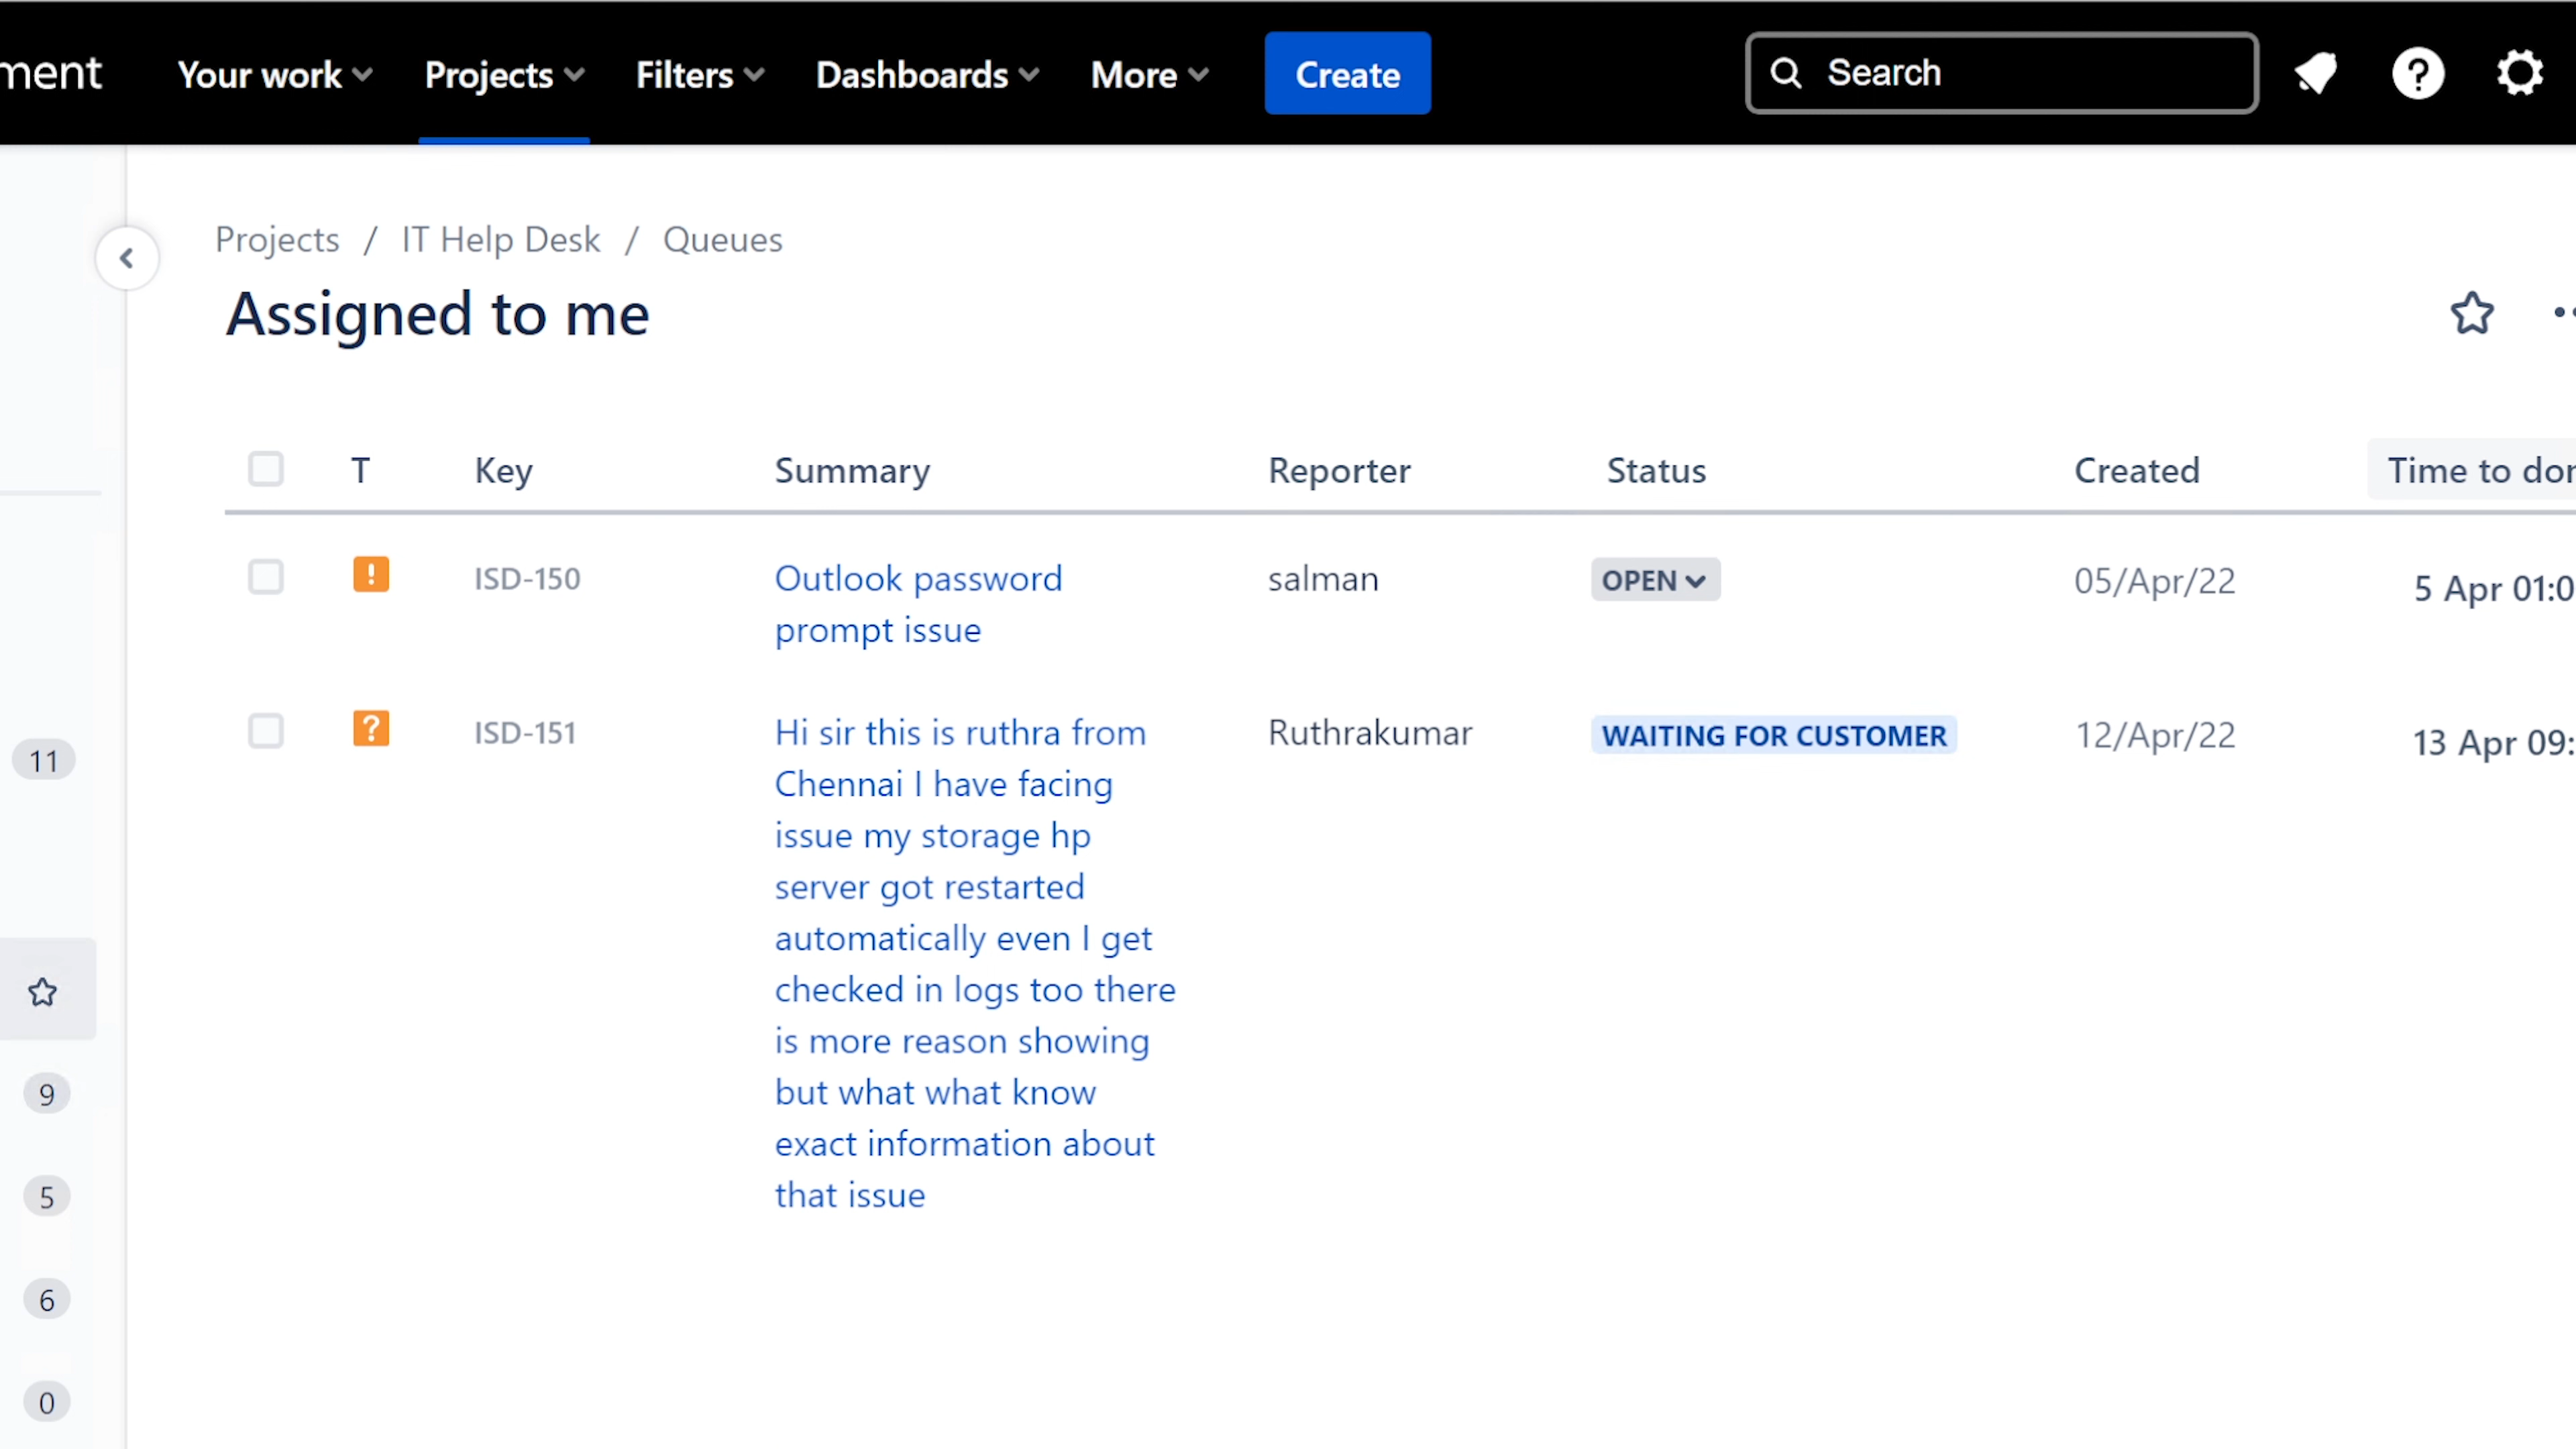 ment Your work Projects Filters Dashboards More Create Search
Projects / IT Help Desk / Queues
Assigned to me
T Key Summary Reporter Status Created Time to don
ISD-150 Outlook password salman OPEN 05/Apr/22 5 Apr 01:0
prompt issue
ISD-151 Hi sir this is ruthra from Ruthrakumar WAITING FOR CUSTOMER 12/Apr/22 13 Apr 09:
11 Chennai I have facing
issue my storage hp
server got restarted
automatically even I get
checked in logs too there
is more reason showing
9 but what what know
exact information about
5 that issue
6
0